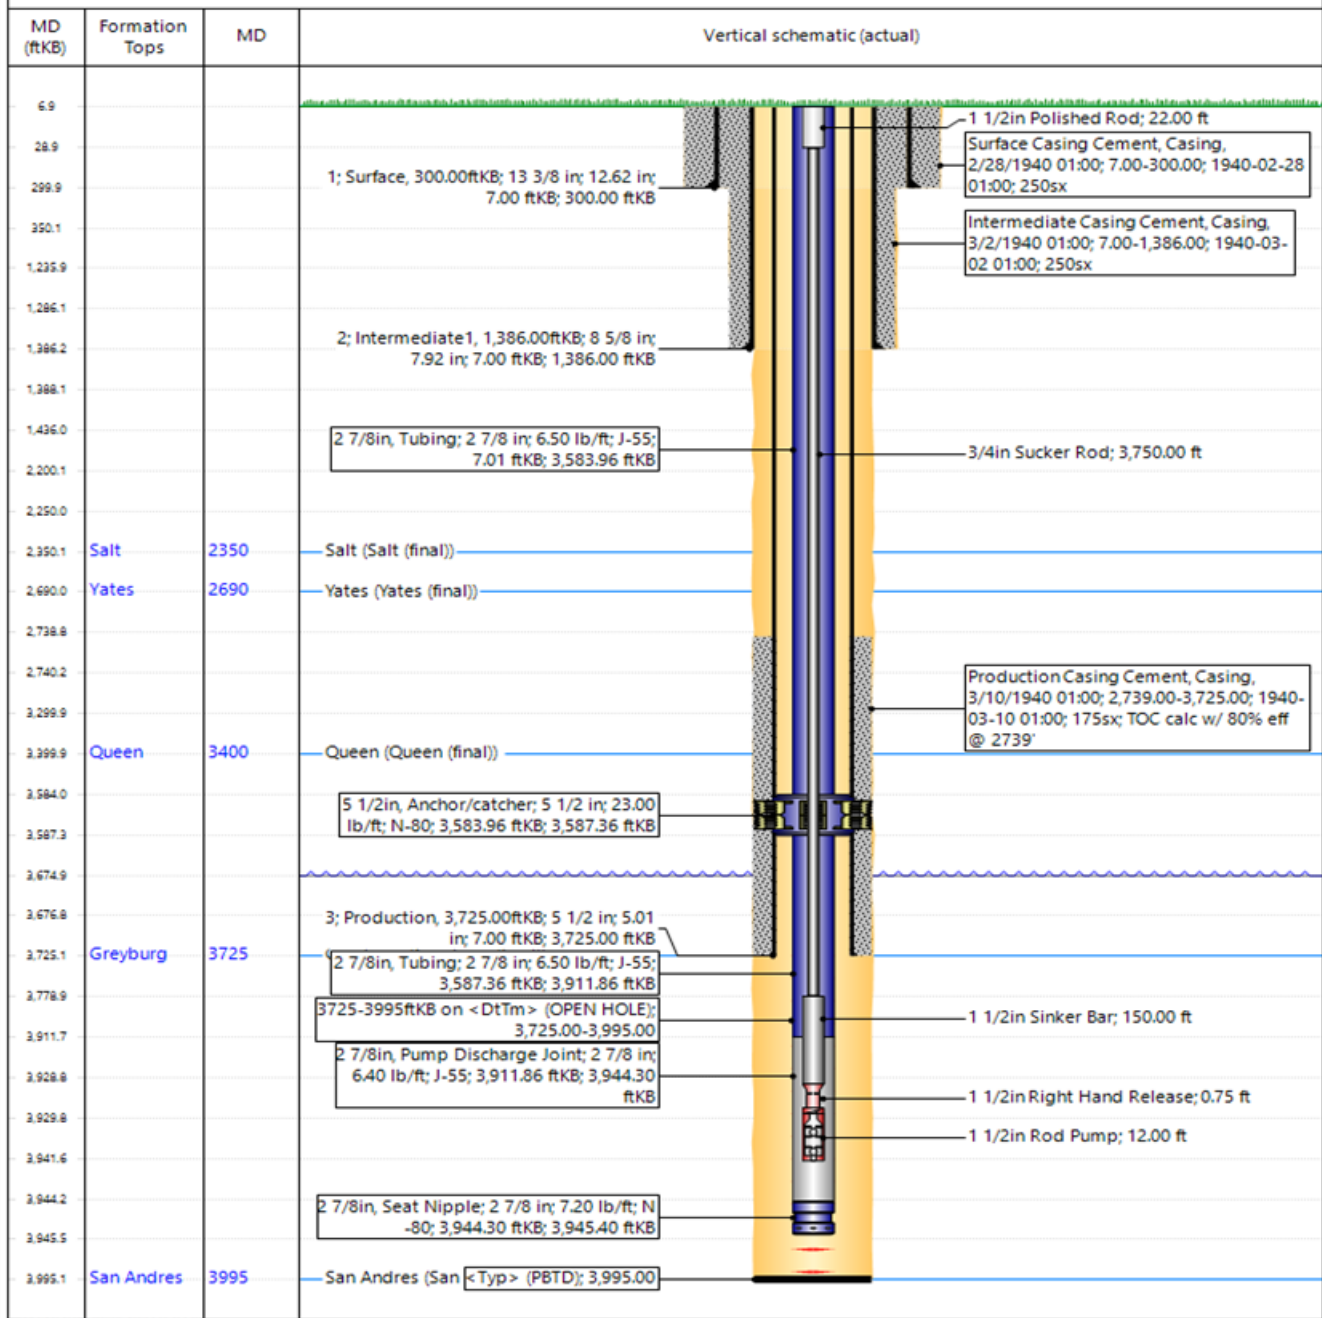 MD
(ftKB)
Formation
Tops
MD
Vertical schematic (actual)
6.9
28.9
299.9
350.1
1,235.9
1,286.1
1,386.2
1,388.1
1,436.0
2,200.1
2,250.0
2,350.1
2,690.0
2,738.8
2,740.2
3,299.9
3,399.9
3,584.0
3,587.3
3,674.9
3,676.8
3,725.1
3,778.9
3,911.7
3,928.8
3,929.8
3,941.6
3,944.2
3,945.5
3,995.1
Salt
Yates
Queen
Greyburg
San Andres
2350
2690
3400
3725
3995
1; Surface, 300.00ftKB; 13 3/8 in; 12.62 in;
7.00 ftKB; 300.00 ftKB
2; Intermediate1, 1,386.00ftKB; 8 5/8 in;
7.92 in; 7.00 ftKB; 1,386.00 ftKB
2 7/8in, Tubing; 2 7/8 in; 6.50 lb/ft; J-55;
7.01 ftKB; 3,583.96 ftKB
Salt (Salt (final))
Yates (Yates (final))
Queen (Queen (final))
5 1/2in, Anchor/catcher; 5 1/2 in; 23.00
lb/ft; N-80; 3,583.96 ftKB; 3,587.36 ftKB
3; Production, 3,725.00ftKB; 5 1/2 in; 5.01
in; 7.00 ftKB; 3,725.00 ftKB
2 7/8in, Tubing; 2 7/8 in; 6.50 lb/ft; J-55;
3,587.36 ftKB; 3,911.86 ftKB
3725-3995ftKB on <DtTm> (OPEN HOLE);
3,725.00-3,995.00
2 7/8in, Pump Discharge Joint; 2 7/8 in;
6.40 lb/ft; J-55; 3,911.86 ftKB; 3,944.30
ftKB
2 7/8in, Seat Nipple; 2 7/8 in; 7.20 lb/ft; N
-80; 3,944.30 ftKB; 3,945.40 ftKB
San Andres (San <Typ> (PBTD); 3,995.00
1 1/2in Polished Rod; 22.00 ft
Surface Casing Cement, Casing,
2/28/1940 01:00; 7.00-300.00; 1940-02-28
01:00; 250sx
Intermediate Casing Cement, Casing,
3/2/1940 01:00; 7.00-1,386.00; 1940-03-
02 01:00; 250sx
3/4in Sucker Rod; 3,750.00 ft
Production Casing Cement, Casing,
3/10/1940 01:00; 2,739.00-3,725.00; 1940-
03-10 01:00; 175sx; TOC calc w/ 80% eff
@ 2739'
1 1/2in Sinker Bar; 150.00 ft
1 1/2in Right Hand Release; 0.75 ft
1 1/2in Rod Pump; 12.00 ft